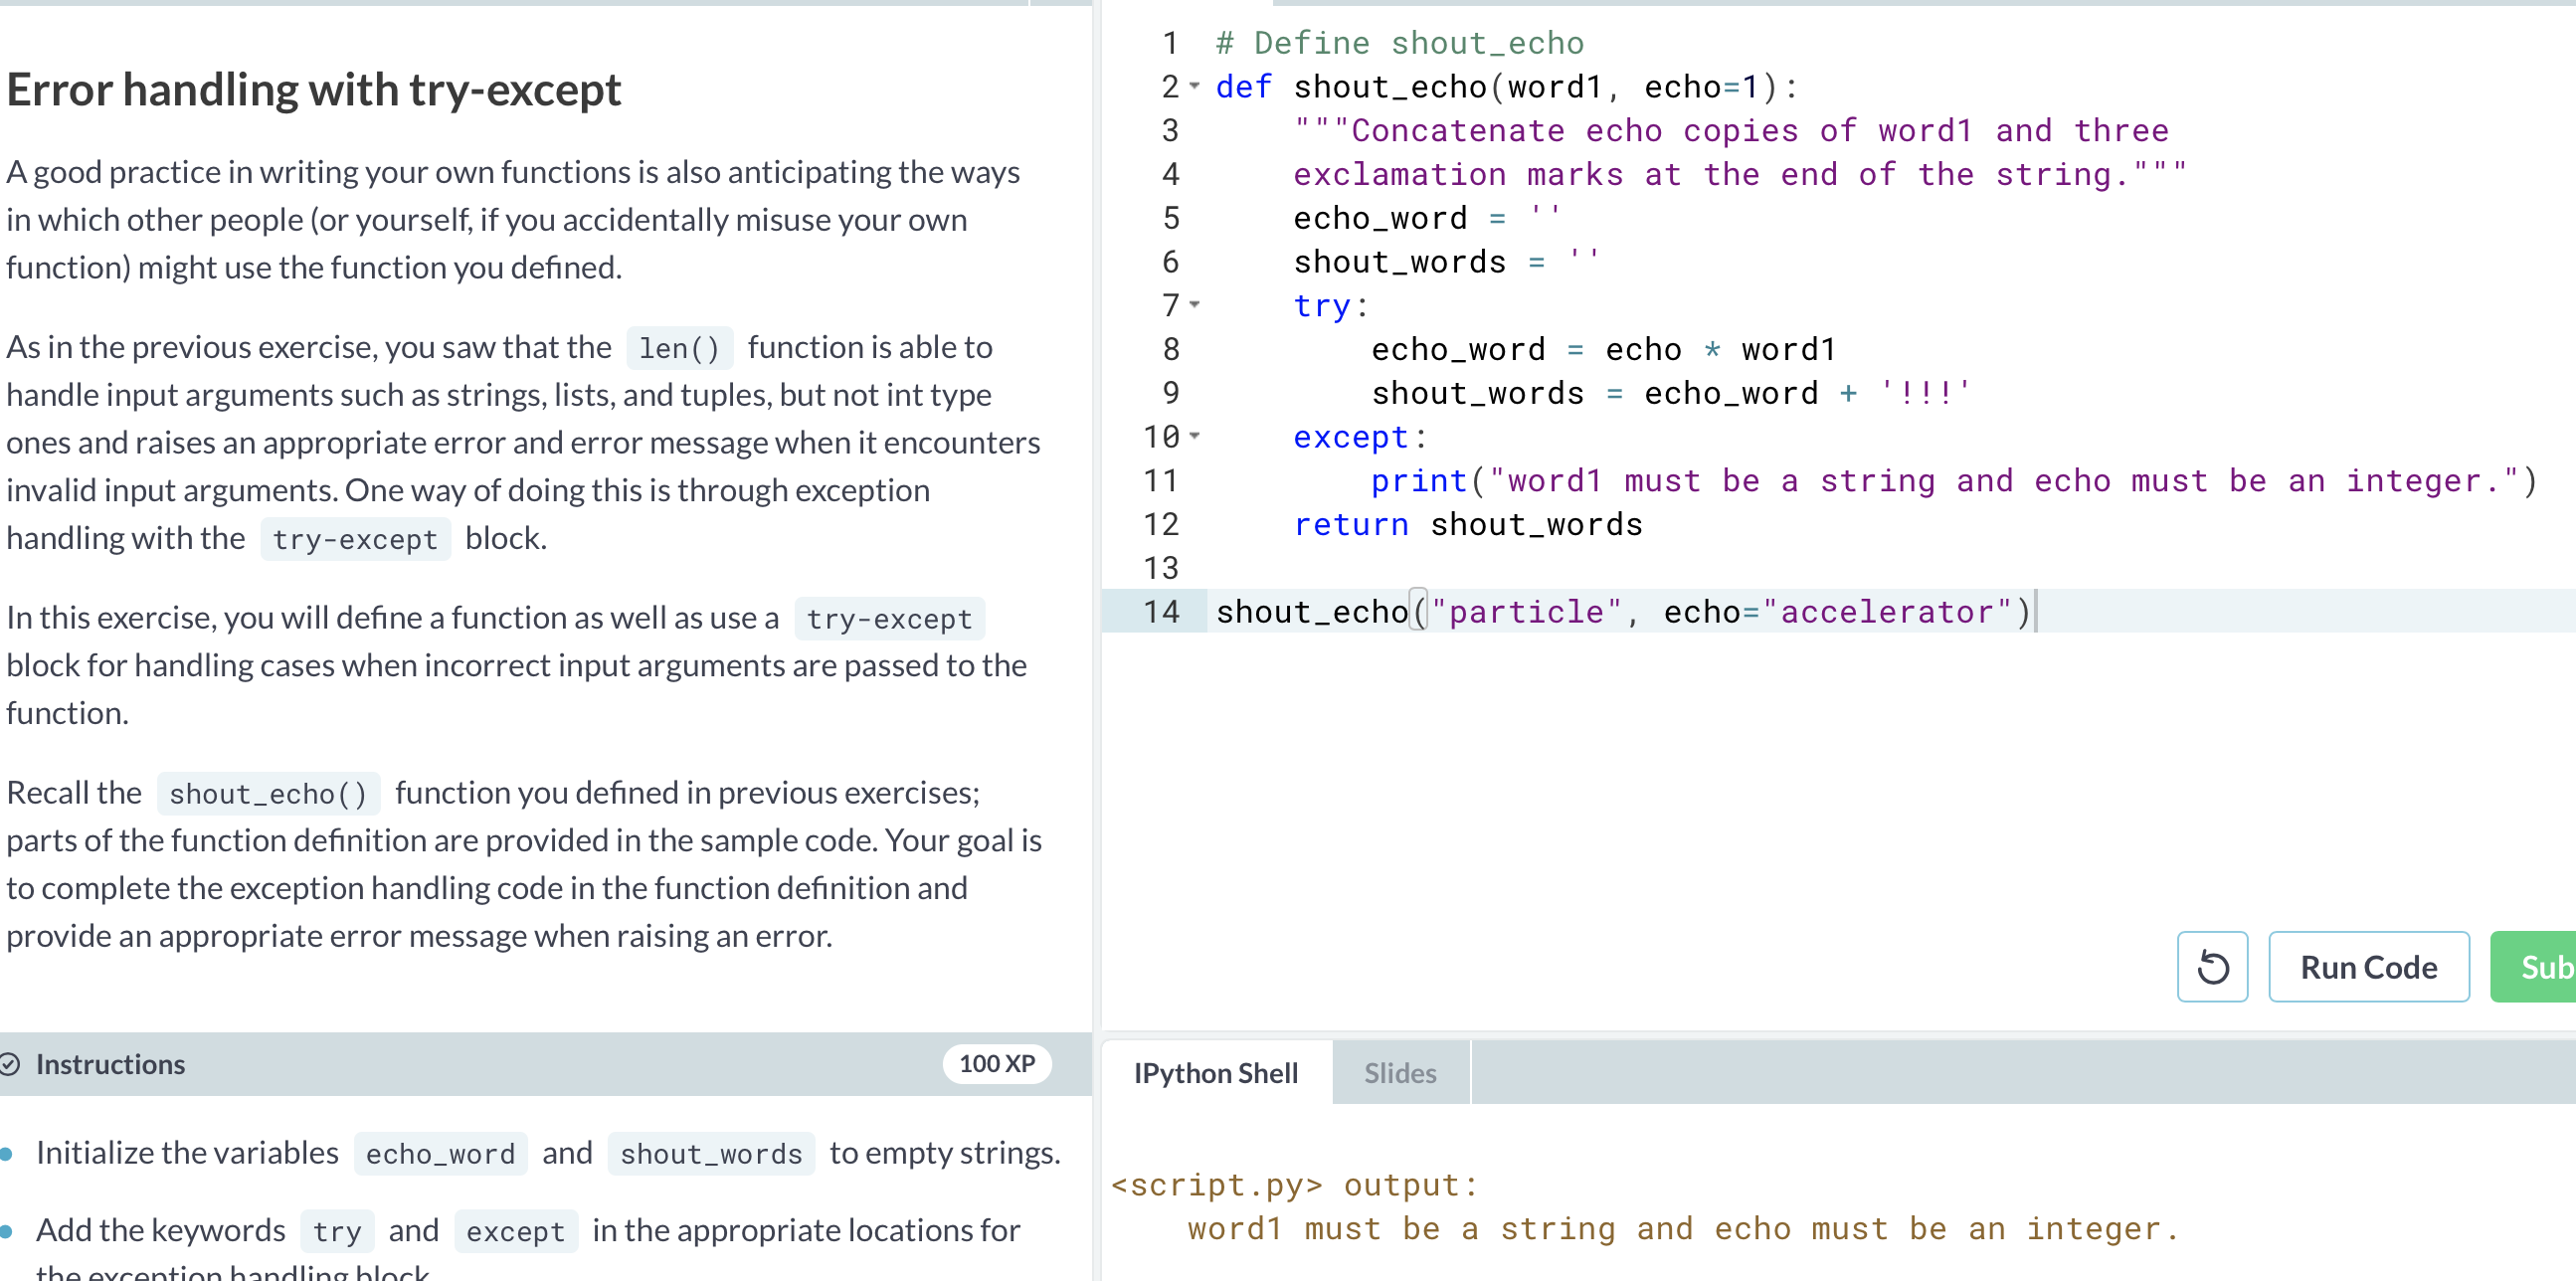 Error handling with try-except
A good practice in writing your own functions is also anticipating the ways
in which other people (or yourself, if you accidentally misuse your own
function) might use the function you defined.
As in the previous exercise, you saw that the len() function is able to
handle input arguments such as strings, lists, and tuples, but not int type
ones and raises an appropriate error and error message when it encounters
invalid input arguments. One way of doing this is through exception
handling with the try-except block.
In this exercise, you will define a function as well as use a try-except
block for handling cases when incorrect input arguments are passed to the
function.
Recall the shout_echo() function you defined in previous exercises;
parts of the function definition are provided in the sample code. Your goal is
to complete the exception handling code in the function definition and
provide an appropriate error message when raising an error.
Instructions
100 XP
Initialize the variables echo_word and shout_words to empty strings.
Add the keywords try and except in the appropriate locations for
the exception handling block
1 # Define shout_echo
2 def shout_echo(word1, echo=1):
3     """Concatenate echo copies of word1 and three
4     exclamation marks at the end of the string."""
5     echo_word = ''
6     shout_words = ''
7     try:
8         echo_word = echo * word1
9         shout_words = echo_word + '!!!'
10     except:
11         print("word1 must be a string and echo must be an integer.")
12     return shout_words
13
14 shout_echo("particle", echo="accelerator")
Run Code
Sub
IPython Shell
Slides
<script.py> output:
    word1 must be a string and echo must be an integer.